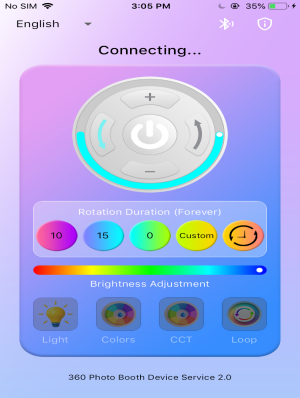 No SIM 3:05 PM 35%
English
Connecting...
+
−
Rotation Duration (Forever)
10 15 0 Custom
Brightness Adjustment
Light Colors CCT Loop
360 Photo Booth Device Service 2.0